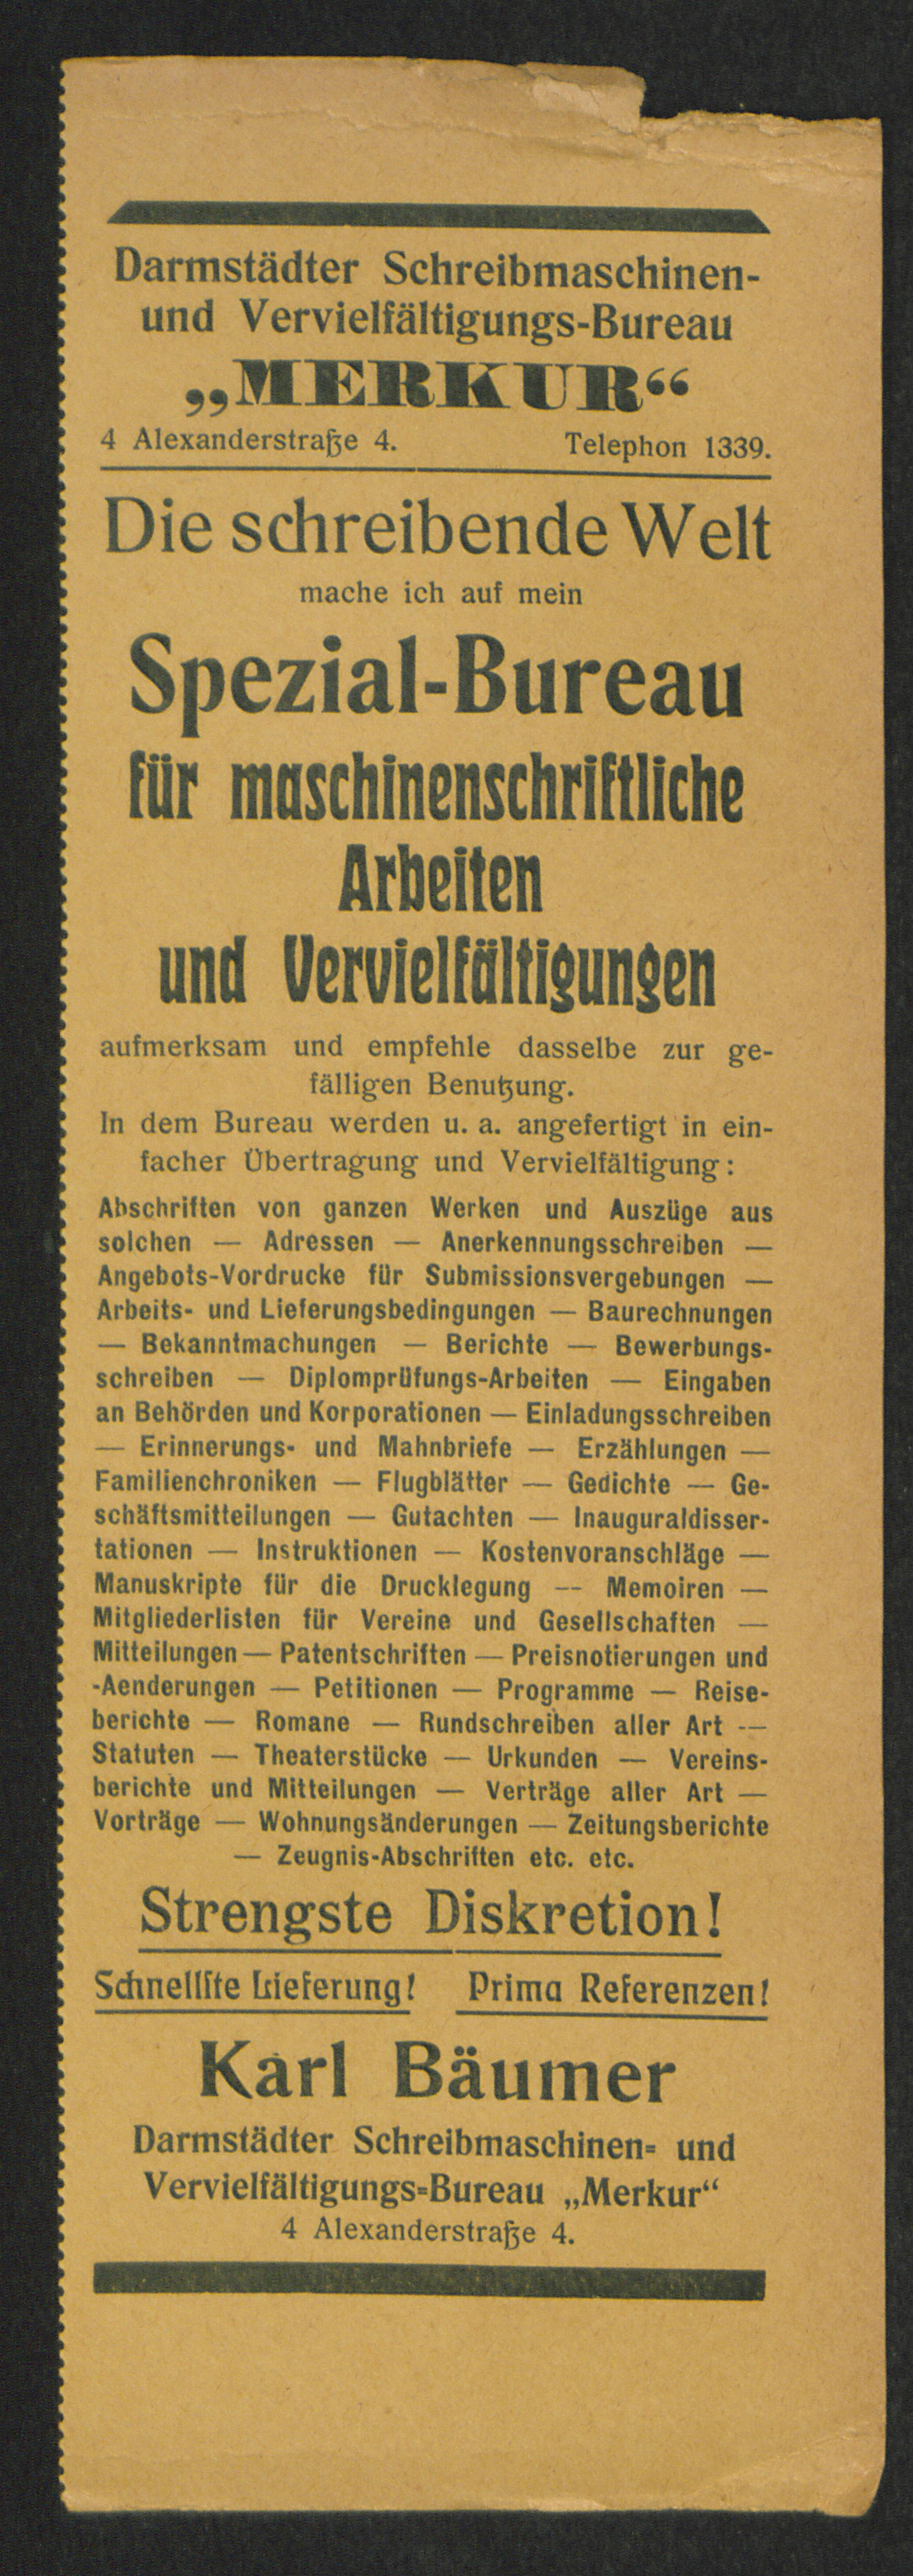 Darmstädter Schreibmaschinen-
und Vervielfältigungs-Bureau
„MERKUR“
4 Alexanderstraße 4. Telephon 1339.
Die schreibende Welt
mache ich auf mein
Spezial-Bureau
für maschinenschriftliche
Arbeiten
und Vervielfältigungen
aufmerksam und empfehle dasselbe zur ge-
fälligen Benutzung.
In dem Bureau werden u. a. angefertigt in ein-
facher Übertragung und Vervielfältigung:
Abschriften von ganzen Werken und Auszüge aus
solchen — Adressen — Anerkennungsschreiben —
Angebots-Vordrucke für Submissionsvergebungen —
Arbeits- und Lieferungsbedingungen — Baurechnungen
— Bekanntmachungen — Berichte — Bewerbungs-
schreiben — Diplomprüfungs-Arbeiten — Eingaben
an Behörden und Korporationen — Einladungsschreiben
— Erinnerungs- und Mahnbriefe — Erzählungen —
Familienchroniken — Flugblätter — Gedichte — Ge-
schäftsmitteilungen — Gutachten — Inauguraldisser-
tationen — Instruktionen — Kostenvoranschläge —
Manuskripte für die Drucklegung — Memoiren —
Mitgliederlisten für Vereine und Gesellschaften —
Mitteilungen — Patentschriften — Preisnotierungen und
-Aenderungen — Petitionen — Programme — Reise-
berichte — Romane — Rundschreiben aller Art —
Statuten — Theaterstücke — Urkunden — Vereins-
berichte und Mitteilungen — Verträge aller Art —
Vorträge — Wohnungsänderungen — Zeitungsberichte
— Zeugnis-Abschriften etc. etc.
Strengste Diskretion!
Schnellste Lieferung! Prima Referenzen!
Karl Bäumer
Darmstädter Schreibmaschinen- und
Vervielfältigungs-Bureau „Merkur“
4 Alexanderstraße 4.